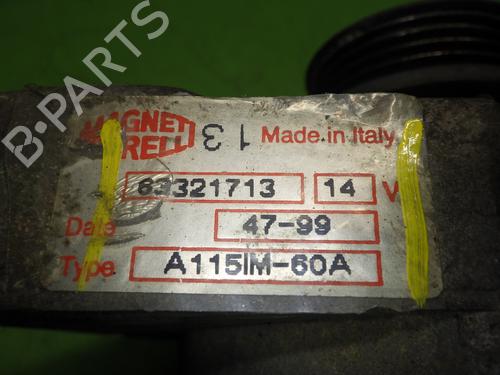 MAGNETI
MARELLI
13
Made in Italy
63321713
14
V
Date
47-99
Type
A115IM-60A
B-PARTS